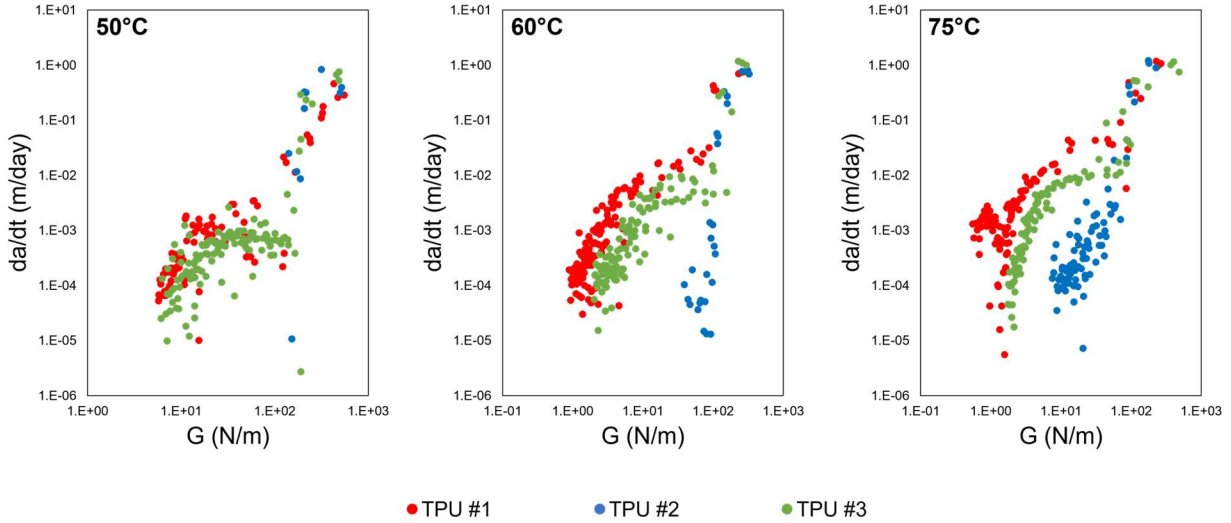 50°C
da/dt (m/day)
1.E+01
1.E+00
1.E-01
1.E-02
1.E-03
1.E-04
1.E-05
1.E-06
1.E+00 1.E+01 1.E+02 1.E+03
G (N/m)
60°C
da/dt (m/day)
1.E+01
1.E+00
1.E-01
1.E-02
1.E-03
1.E-04
1.E-05
1.E-06
1.E-01 1.E+00 1.E+01 1.E+02 1.E+03
G (N/m)
75°C
da/dt (m/day)
1.E+01
1.E+00
1.E-01
1.E-02
1.E-03
1.E-04
1.E-05
1.E-06
1.E-01 1.E+00 1.E+01 1.E+02 1.E+03
G (N/m)
TPU #1 TPU #2 TPU #3